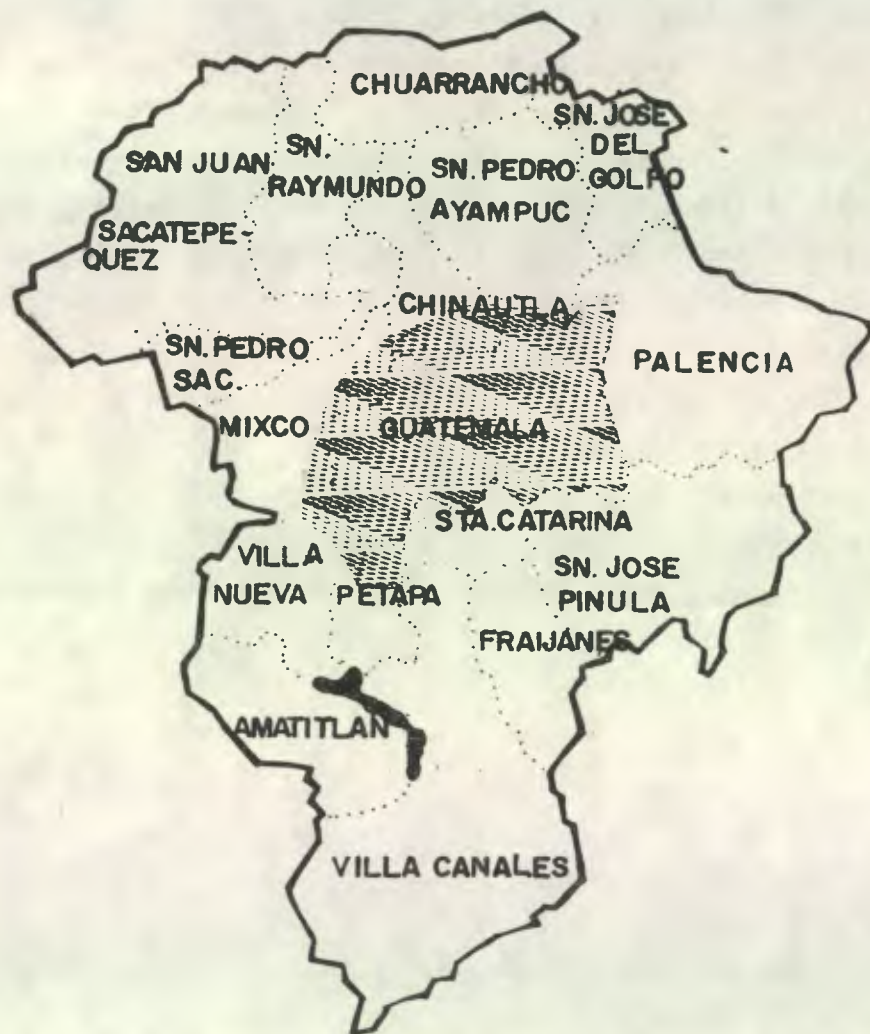 CHUARRANCHO
SN. JOSE
DEL
GOLFO
SAN JUAN
SACATEPE-
QUEZ
SN.
RAYMUNDO
SN. PEDRO
AYAMPUC
CHINAUTLA
SN. PEDRO
SAC.
PALENCIA
MIXCO
GUATEMALA
STA. CATARINA
VILLA
NUEVA
PETAPA
SN. JOSE
PINULA
FRAIJÁNES
AMATITLAN
VILLA CANALES